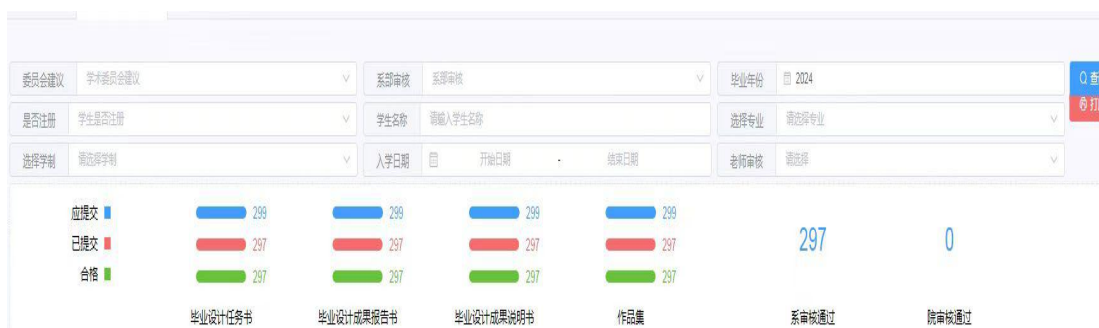 委员会建议 学术委员会建议 系部审核 系部审核 毕业年份 2024 查
是否注册 学生是否注册 学生名称 请输入学生名称 选择专业 请选择专业 打
选择学制 请选择学制 入学日期 开始日期 - 结束日期 老师审核 请选择
应提交 299 299 299 299
已提交 297 297 297 297 297 0
合格 297 297 297 297
毕业设计任务书 毕业设计成果报告书 毕业设计成果说明书 作品集 系审核通过 院审核通过